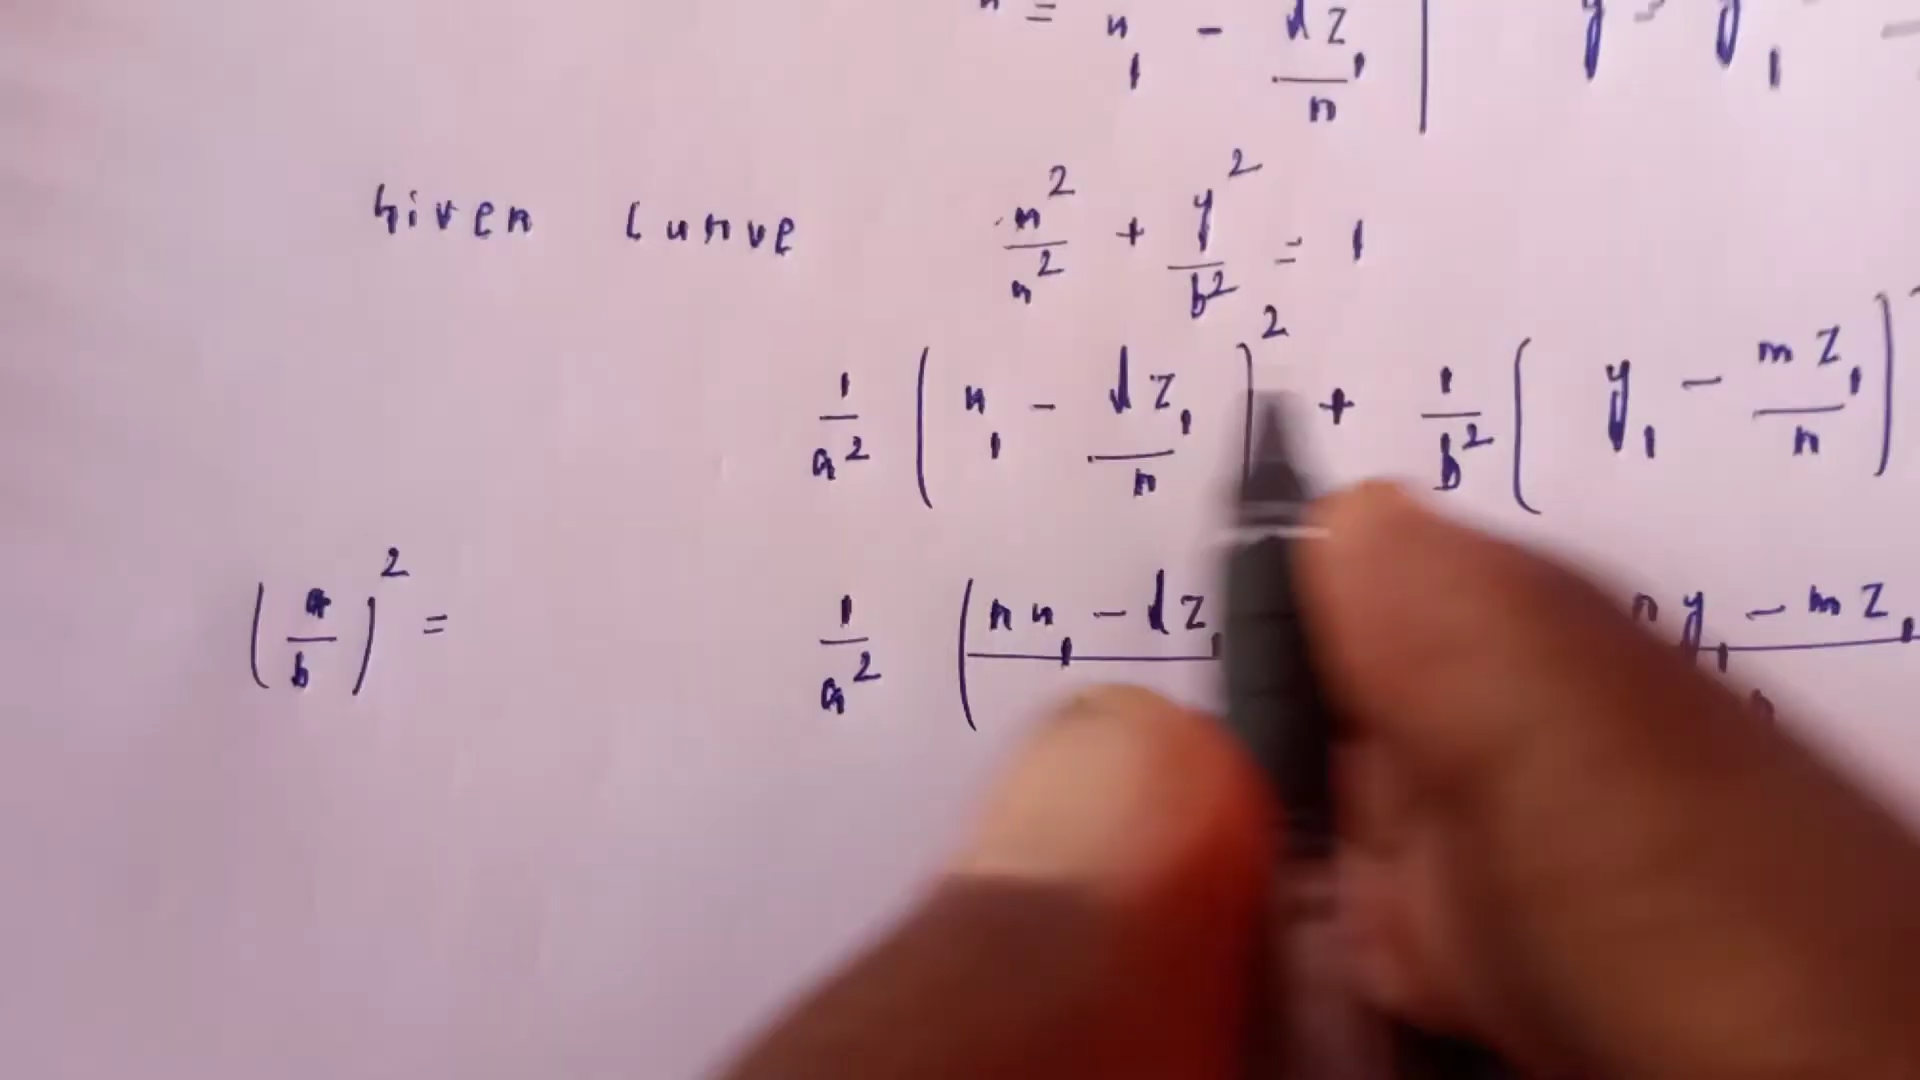 x = x₁ - lz₁/n | y = y₁ -
Given Curve x²/a² + y²/b² = 1
1/a² (x₁ - lz₁/n)² + 1/b² (y₁ - mz₁/n)
(a/b)² = 1/a² (nx₁ - lz₁ ny₁ - mz₁